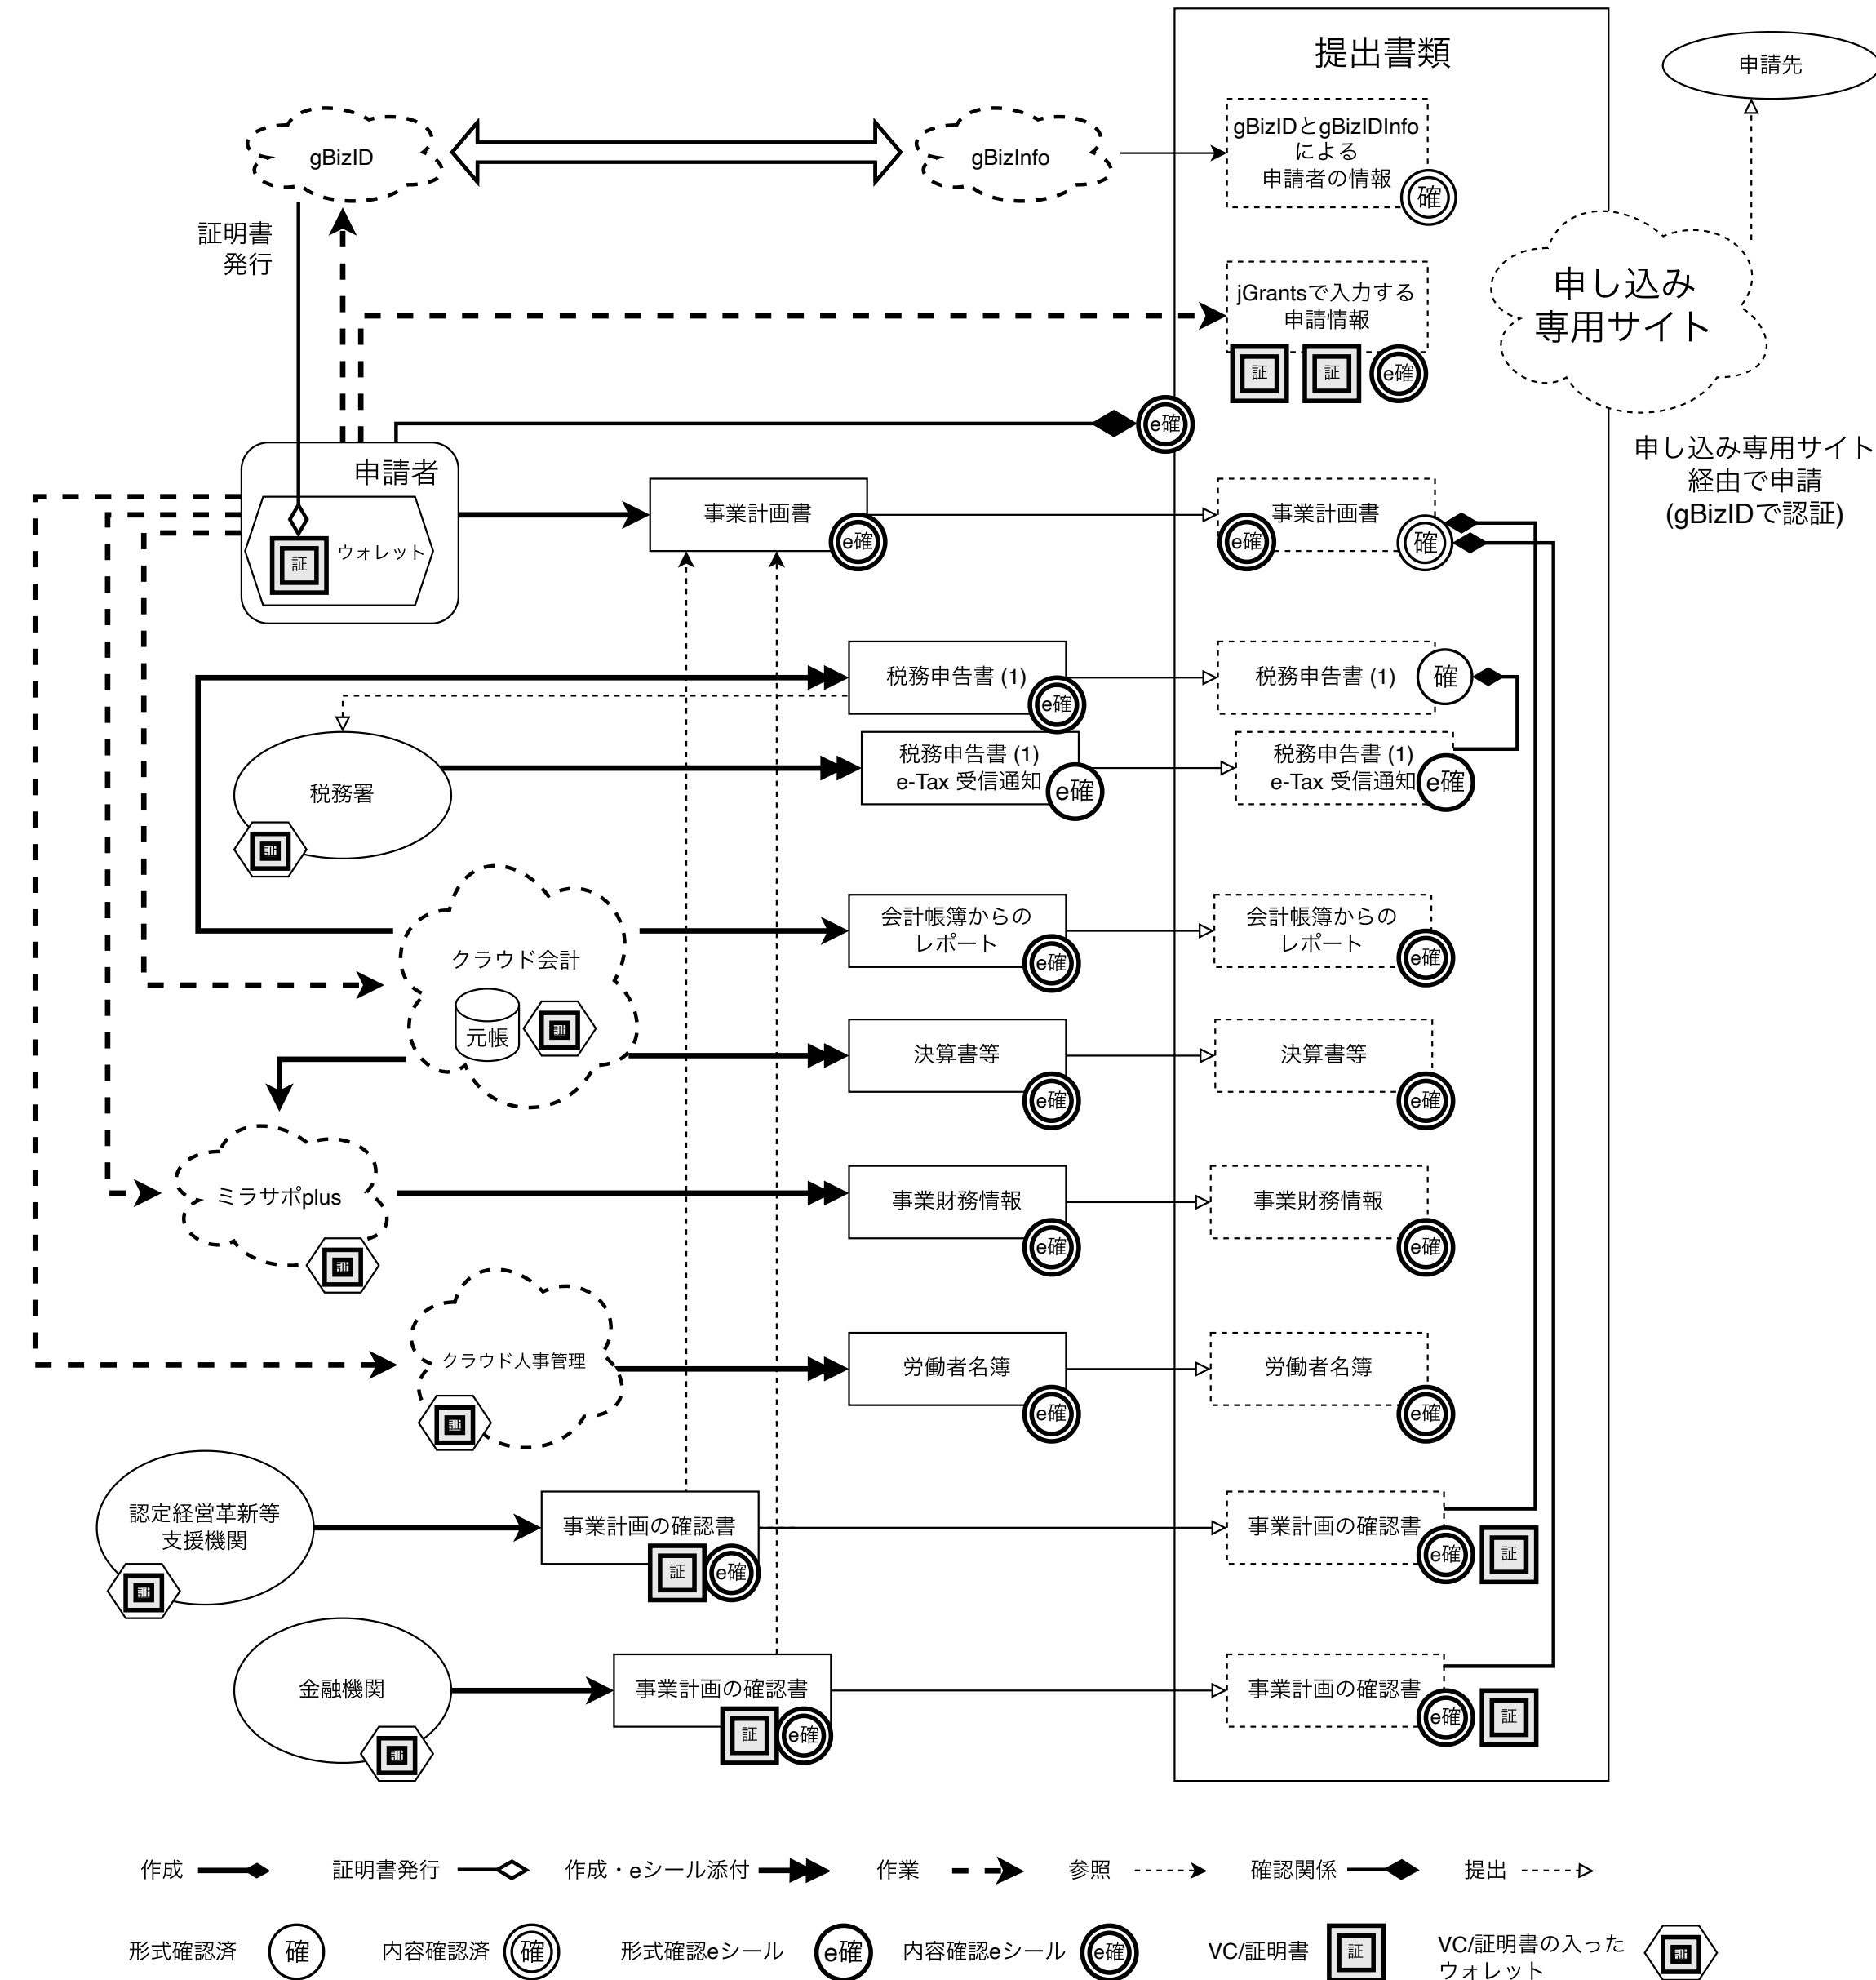 提出書類
申請先
gBizID
gBizInfo
gBizIDとgBizIDInfo
による
申請者の情報
確
証明書
発行
jGrantsで入力する
申請情報
証
証
e確
申し込み
専用サイト
e確
申し込み専用サイト
経由で申請
(gBizIDで認証)
申請者
ウォレット
証
事業計画書
e確
事業計画書
e確
確
税務申告書 (1)
e確
税務申告書 (1)
確
税務署
証
税務申告書 (1)
e-Tax 受信通知
e確
税務申告書 (1)
e-Tax 受信通知
e確
クラウド会計
元帳
証
会計帳簿からの
レポート
e確
会計帳簿からの
レポート
e確
決算書等
e確
決算書等
e確
ミラサポplus
証
事業財務情報
e確
事業財務情報
e確
クラウド人事管理
証
労働者名簿
e確
労働者名簿
e確
認定経営革新等
支援機関
証
事業計画の確認書
証
e確
事業計画の確認書
e確
証
金融機関
証
事業計画の確認書
証
e確
事業計画の確認書
e確
証
作成
証明書発行
作成・eシール添付
作業
参照
確認関係
提出
形式確認済
確
内容確認済
確
形式確認eシール
e確
内容確認eシール
e確
VC/証明書
証
VC/証明書の入った
ウォレット
証